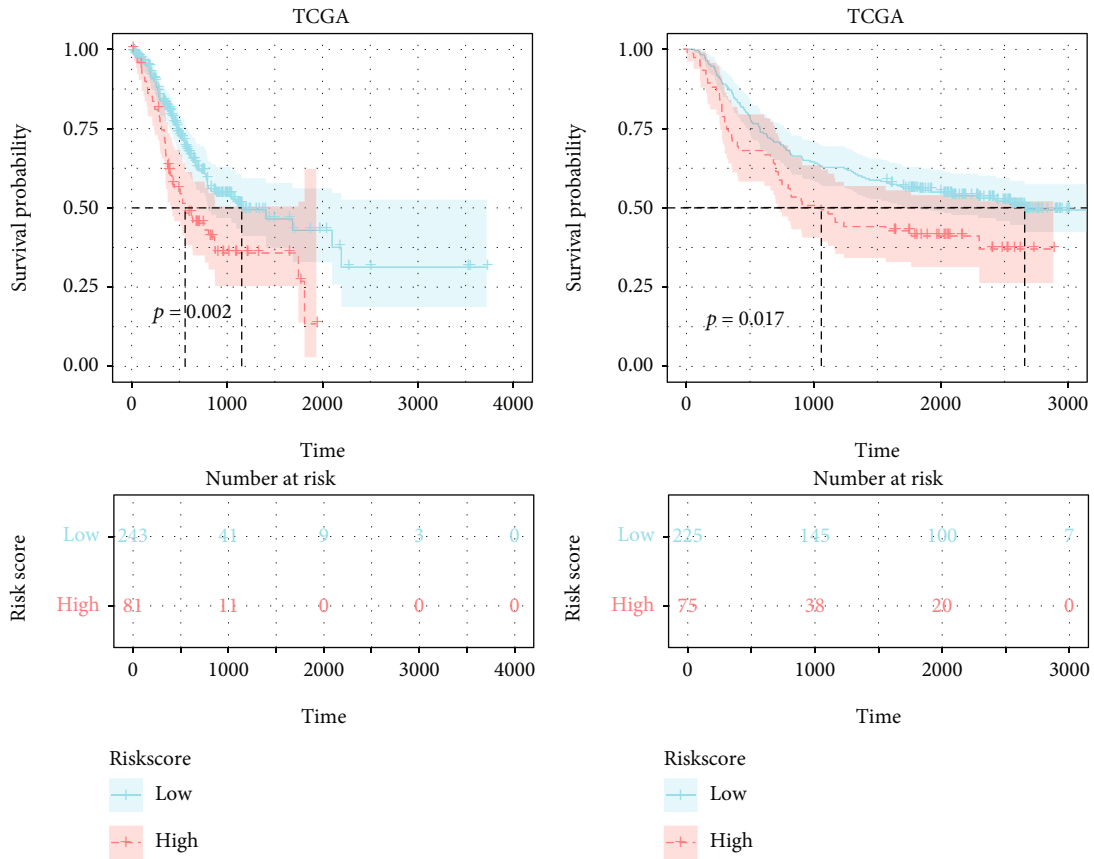 TCGA
1.00
0.75
0.50
0.25
0.00
Survival probability
p = 0.002
0 1000 2000 3000 4000
Time
Number at risk
Risk score
Low 243 41 9 3 0
High 81 11 0 0 0
0 1000 2000 3000 4000
Time
Riskscore
Low
High
TCGA
1.00
0.75
0.50
0.25
0.00
Survival probability
p = 0.017
0 1000 2000 3000
Time
Number at risk
Risk score
Low 225 145 100 7
High 75 38 20 0
0 1000 2000 3000
Time
Riskscore
Low
High